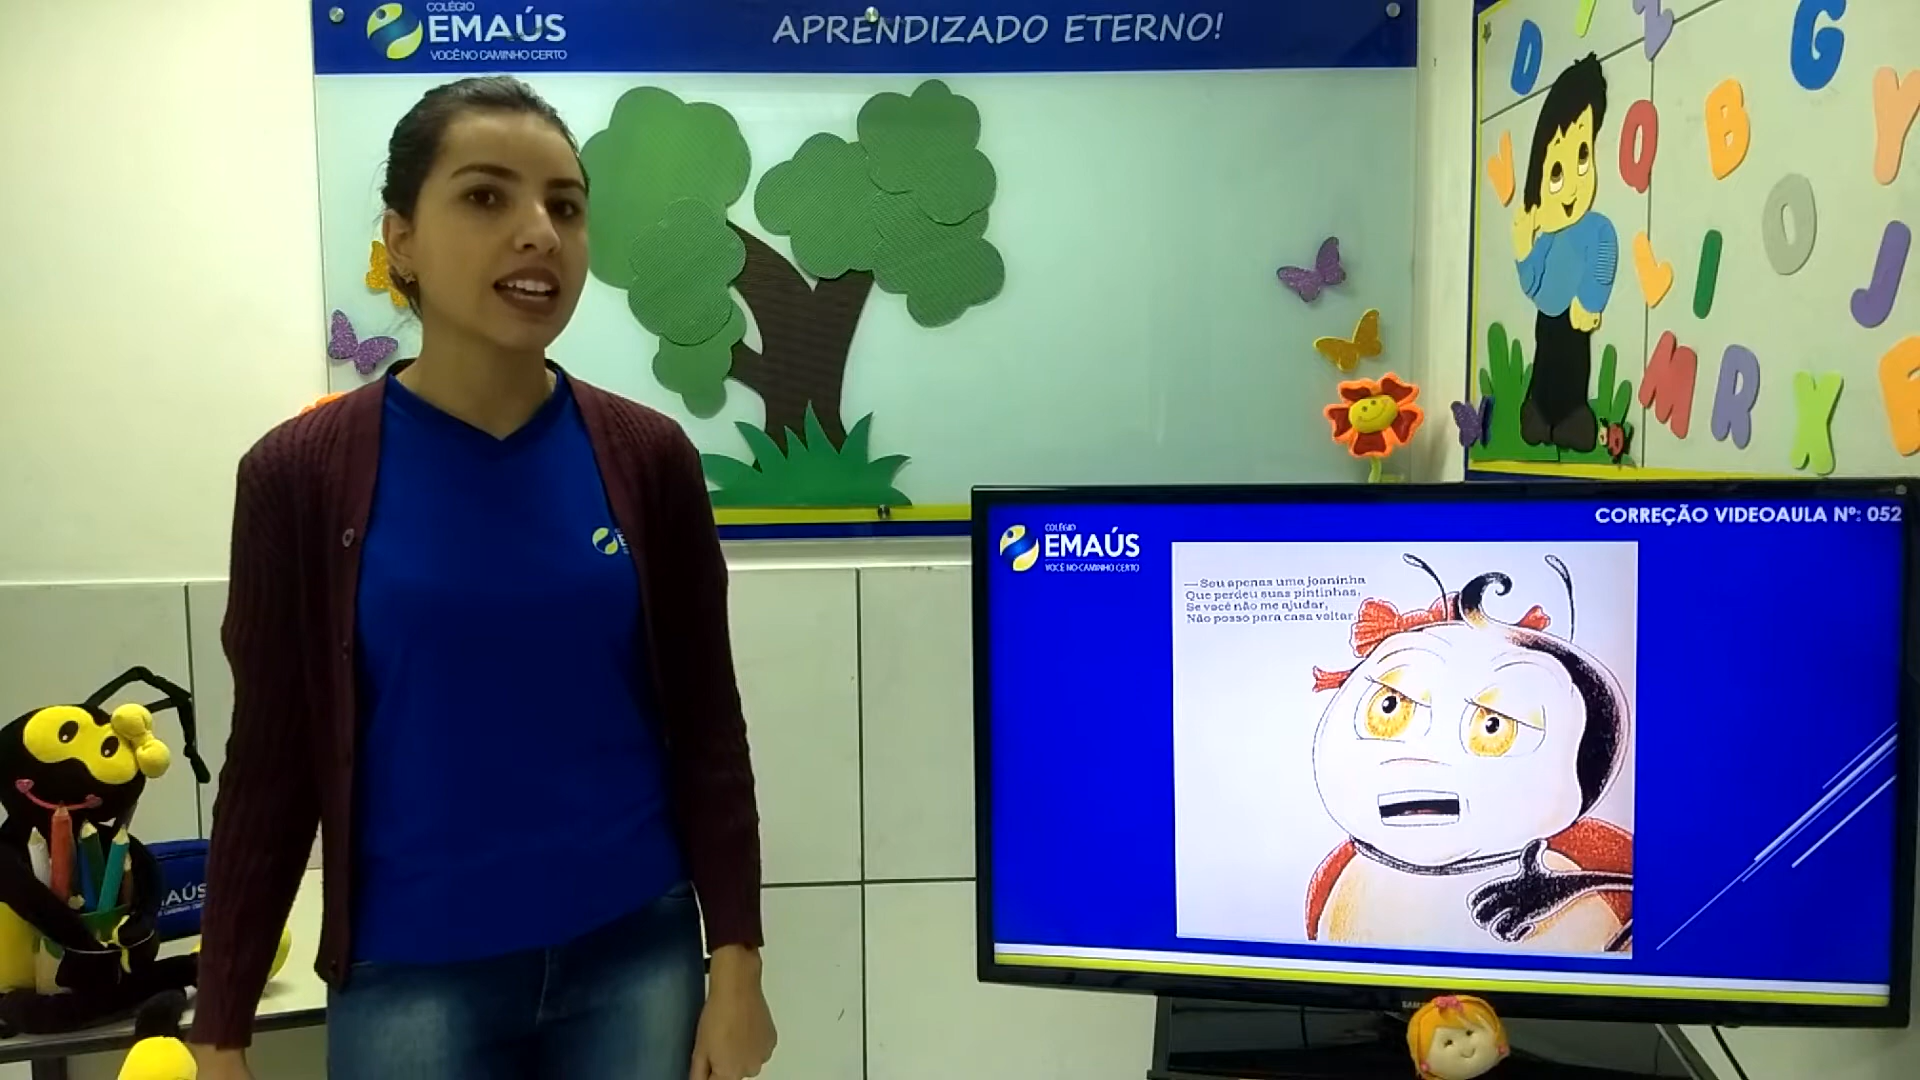 COLÉGIO
EMAÚS
VOCÊ NO CAMINHO CERTO
APRENDIZADO ETERNO!
D
Z
G
V
Q
B
Y
L
I
O
J
M
R
X
CORREÇÃO VIDEOAULA Nº: 052
COLÉGIO
EMAÚS
VOCÊ NO CAMINHO CERTO
— Sou apenas uma joaninha
Que perdeu suas pintinhas,
Se você não me ajudar,
Não posso para casa voltar.